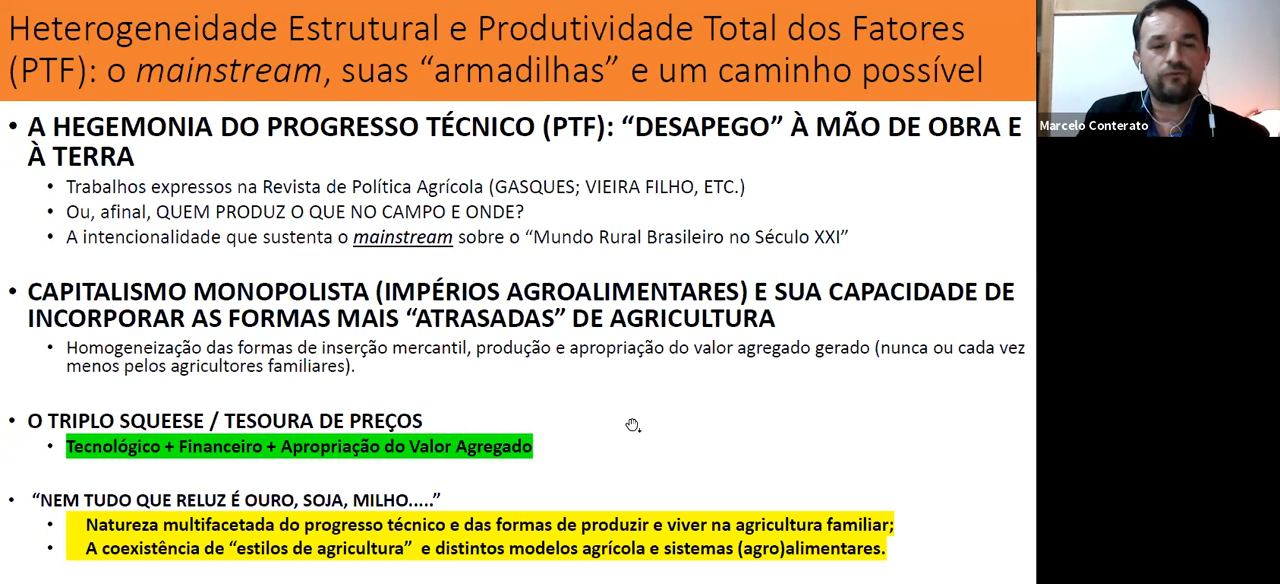 Heterogeneidade Estrutural e Produtividade Total dos Fatores
(PTF): o mainstream, suas “armadilhas” e um caminho possível
Marcelo Conterato
• A HEGEMONIA DO PROGRESSO TÉCNICO (PTF): “DESAPEGO” À MÃO DE OBRA E
À TERRA
• Trabalhos expressos na Revista de Política Agrícola (GASQUES; VIEIRA FILHO, ETC.)
• Ou, afinal, QUEM PRODUZ O QUE NO CAMPO E ONDE?
• A intencionalidade que sustenta o mainstream sobre o “Mundo Rural Brasileiro no Século XXI”
• CAPITALISMO MONOPOLISTA (IMPÉRIOS AGROALIMENTARES) E SUA CAPACIDADE DE
INCORPORAR AS FORMAS MAIS “ATRASADAS” DE AGRICULTURA
• Homogeneização das formas de inserção mercantil, produção e apropriação do valor agregado gerado (nunca ou cada vez
menos pelos agricultores familiares).
• O TRIPLO SQUEESE / TESOURA DE PREÇOS
• Tecnológico + Financeiro + Apropriação do Valor Agregado
• “NEM TUDO QUE RELUZ É OURO, SOJA, MILHO.....”
• Natureza multifacetada do progresso técnico e das formas de produzir e viver na agricultura familiar;
• A coexistência de “estilos de agricultura” e distintos modelos agrícola e sistemas (agro)alimentares.